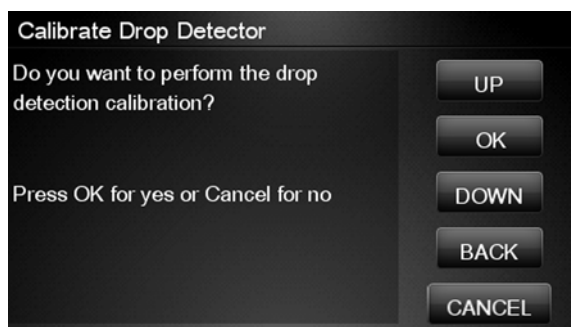 Calibrate Drop Detector
Do you want to perform the drop
detection calibration?
Press OK for yes or Cancel for no
UP
OK
DOWN
BACK
CANCEL